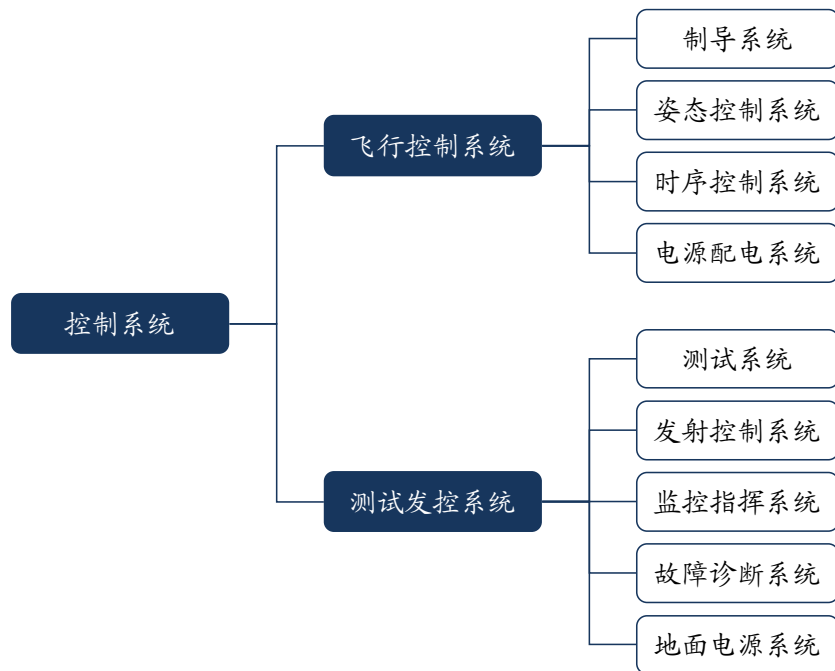 控制系统
飞行控制系统
制导系统
姿态控制系统
时序控制系统
电源配电系统
测试发控系统
测试系统
发射控制系统
监控指挥系统
故障诊断系统
地面电源系统